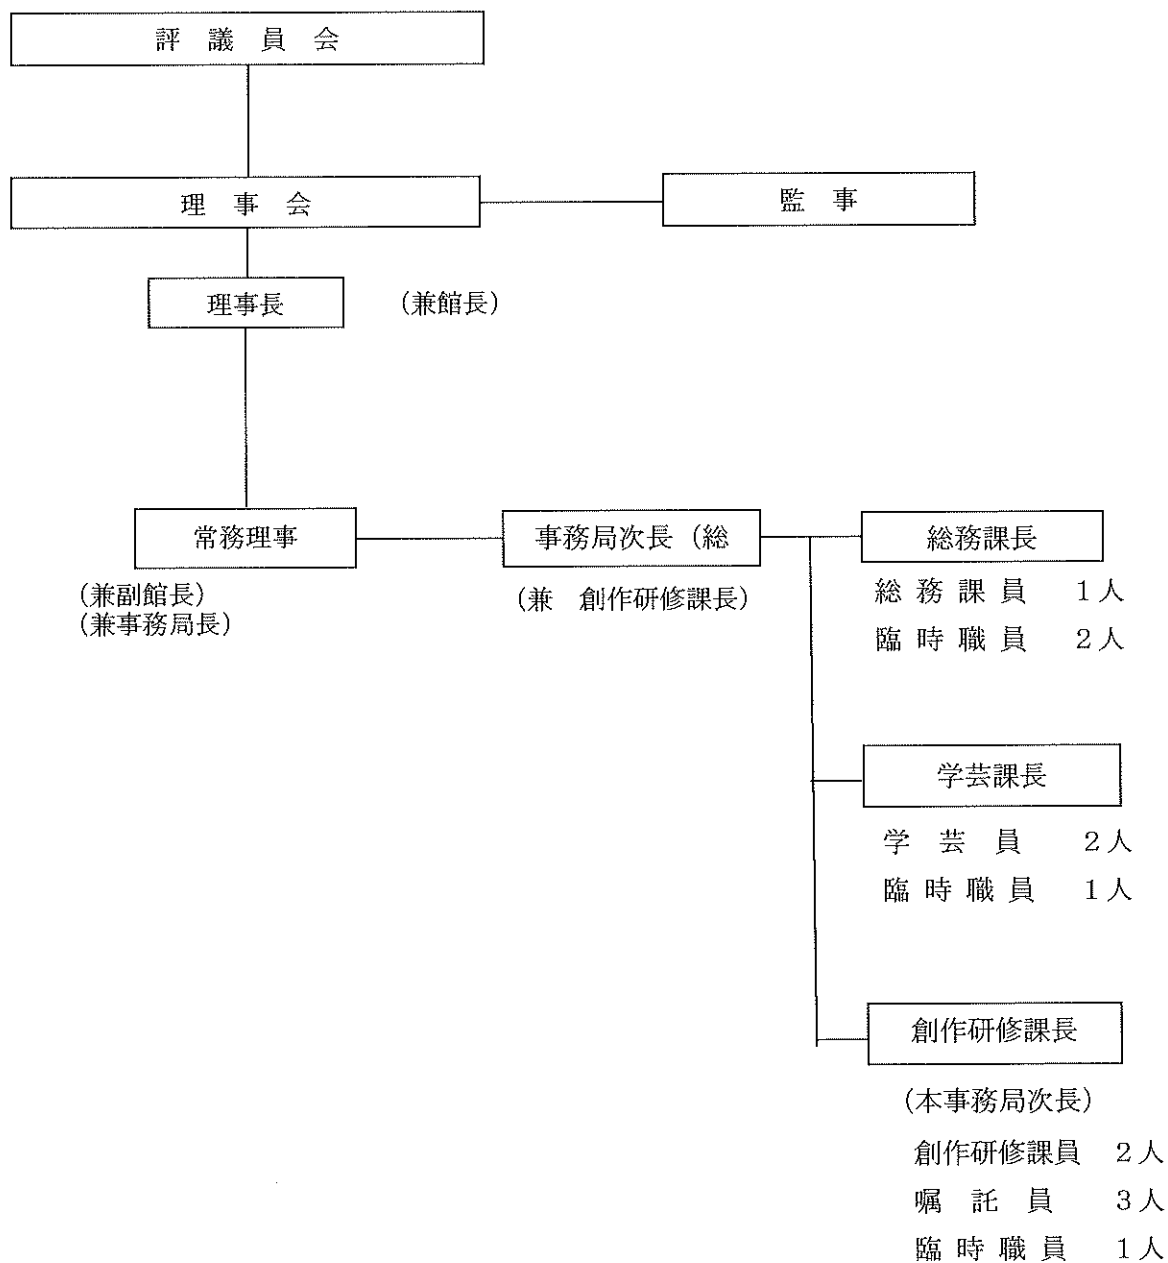 評 議 員 会
理 事 会
監 事
理事長
(兼館長)
常務理事
(兼副館長)
(兼事務局長)
事務局次長（総
(兼 創作研修課長)
総務課長
総 務 課 員 1人
臨 時 職 員 2人
学芸課長
学 芸 員 2人
臨 時 職 員 1人
創作研修課長
(本事務局次長)
創作研修課員 2人
嘱 託 員 3人
臨 時 職 員 1人